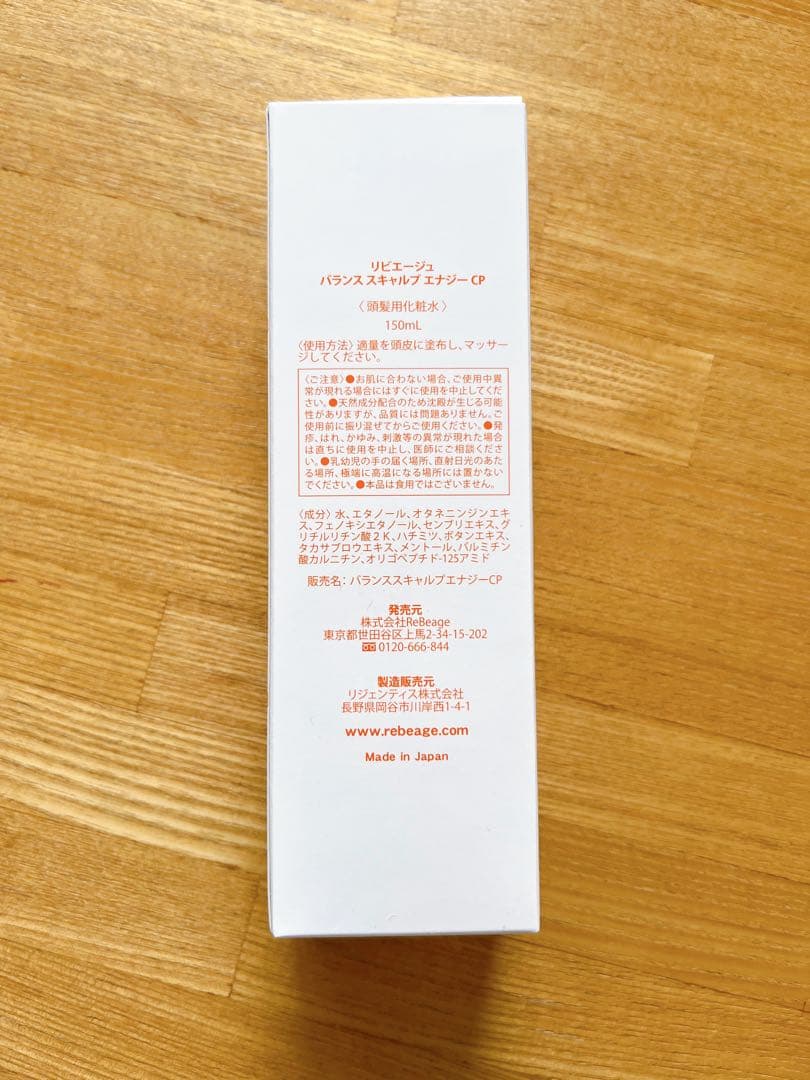 リビエージュ
バランス スキャルプ エナジー CP
〈 頭髪用化粧水 〉
150mL
〈使用方法〉適量を頭皮に塗布し、マッサー
ジしてください。
〈ご注意〉●お肌に合わない場合、ご使用中異
常が現れる場合にはすぐに使用を中止してくだ
さい。●天然成分配合のため沈殿が生じる可能
性がありますが、品質には問題ありません。ご
使用前に振り混ぜてからご使用ください。●発
疹、はれ、かゆみ、刺激等の異常が現れた場合
は直ちに使用を中止し、医師にご相談くださ
い。●乳幼児の手の届く場所、直射日光のあた
る場所、極端に高温になる場所には置かない
でください。●本品は食用ではございません。
〈成分〉水、エタノール、オタネニンジンエキ
ス、フェノキシエタノール、センブリエキス、グ
リチルリチン酸２Ｋ、ハチミツ、ボタンエキス、
タカサブロウエキス、メントール、パルミチン
酸カルニチン、オリゴペプチド-125アミド
販売名：バランススキャルプエナジーCP
発売元
株式会社ReBeage
東京都世田谷区上馬2-34-15-202
0120-666-844
製造販売元
リジェンティス株式会社
長野県岡谷市川岸西1-4-1
www.rebeage.com
Made in Japan